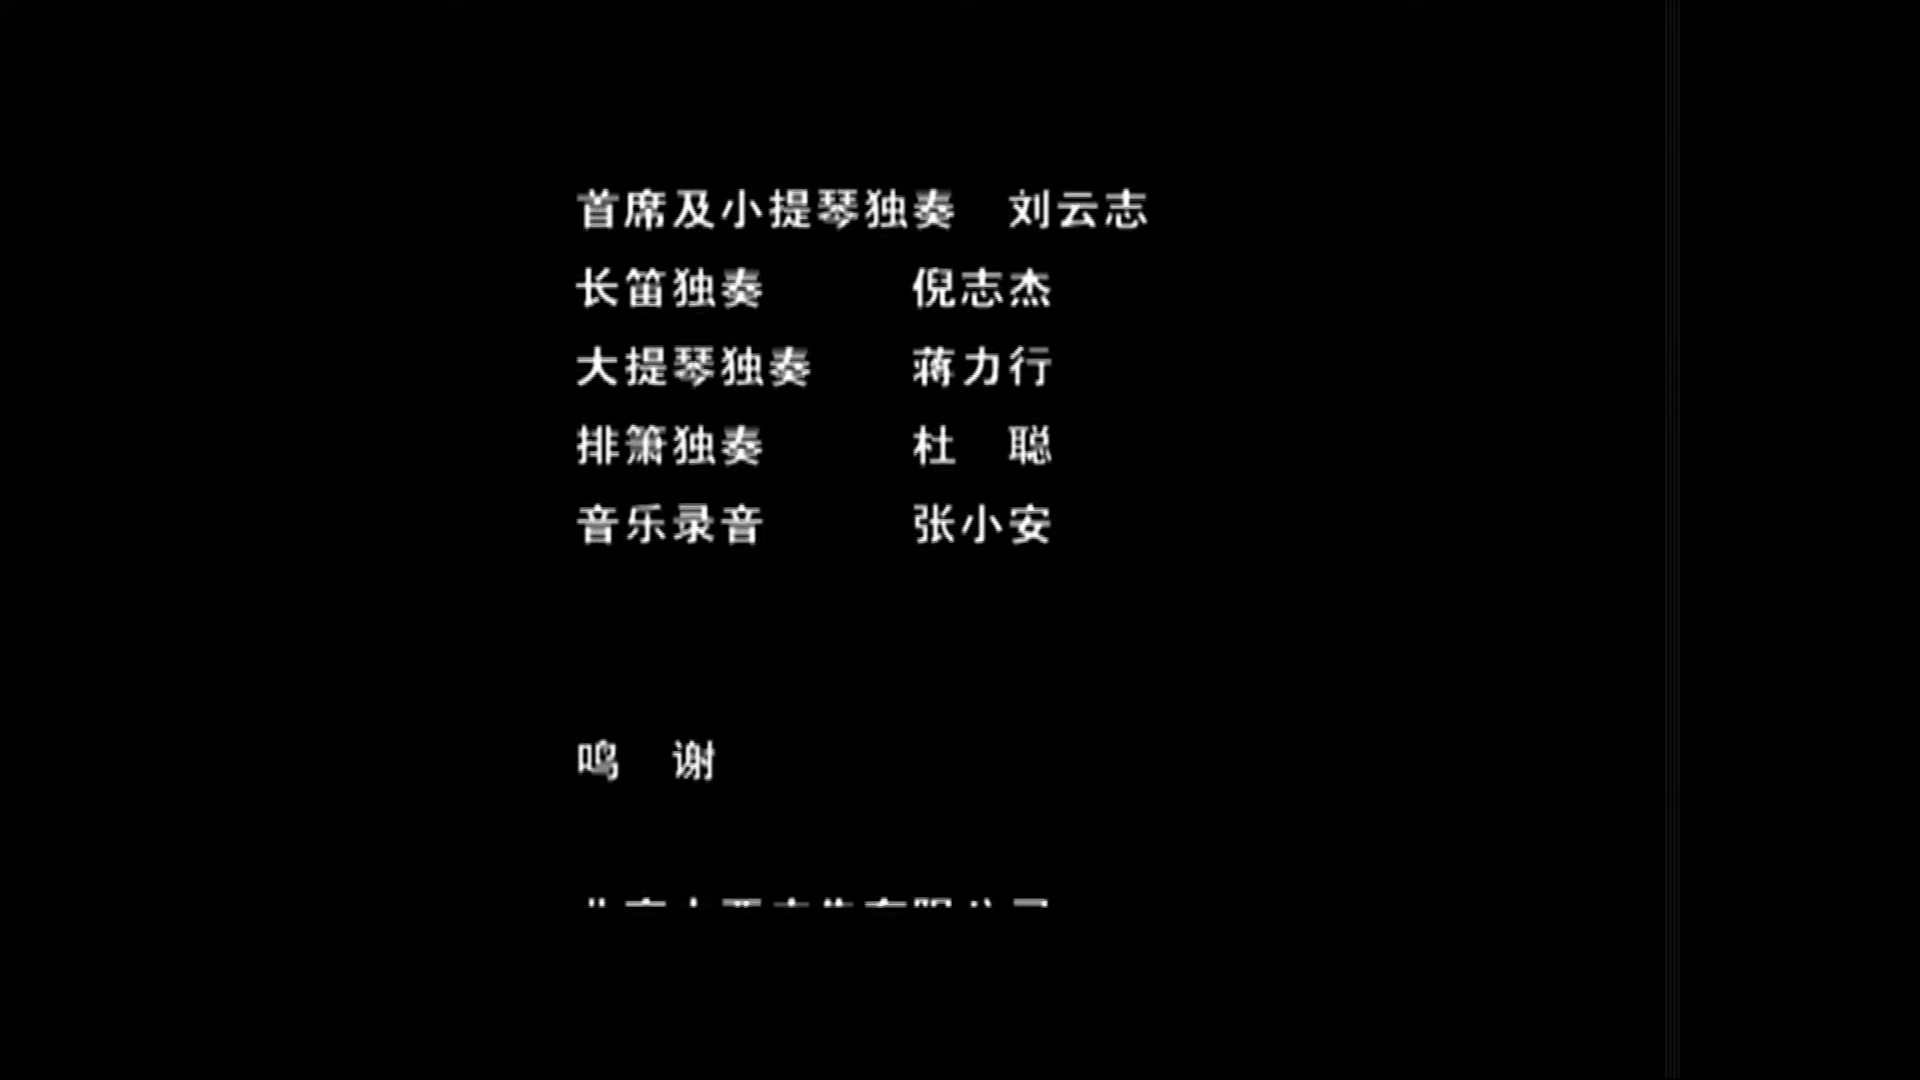 首席及小提琴独奏　刘云志
长笛独奏　倪志杰
大提琴独奏　蒋力行
排箫独奏　杜　聪
音乐录音　张小安
鸣　谢